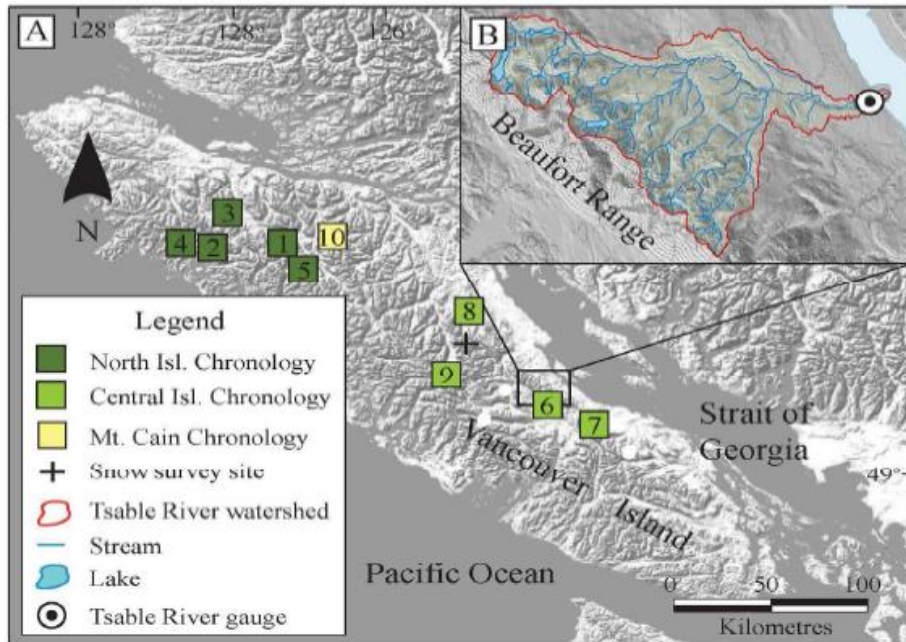 A
128°
128°
126°
B
Beaufort Range
N
3
4
2
1
10
5
8
9
6
7
Legend
North Isl. Chronology
Central Isl. Chronology
Mt. Cain Chronology
Snow survey site
Tsable River watershed
Stream
Lake
Tsable River gauge
Strait of
Georgia
49°
Vancouver
Island
Pacific Ocean
0 50 100
Kilometres